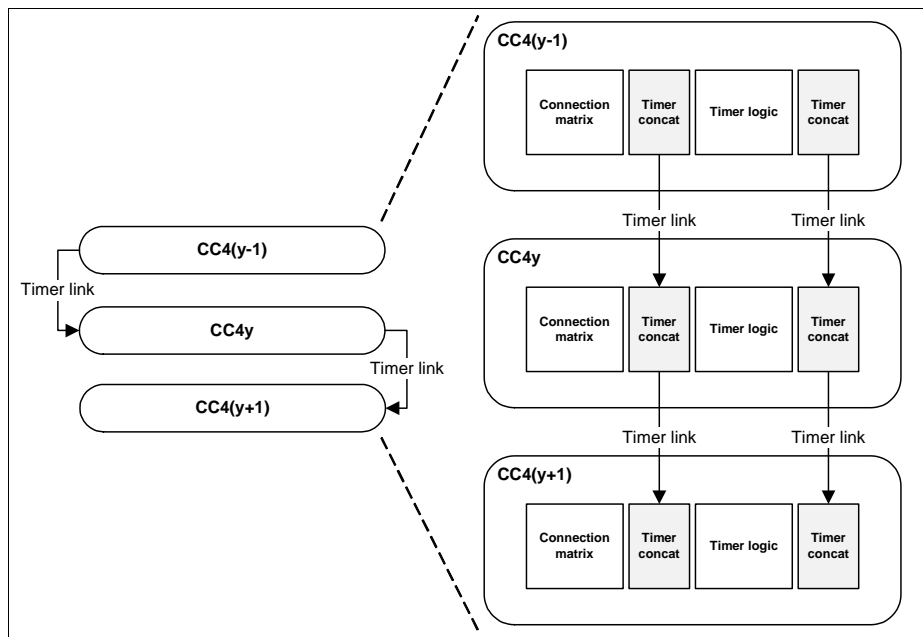 CC4(y-1)
Timer link
CC4y
Timer link
CC4(y+1)
CC4(y-1)
Connection
matrix
Timer
concat
Timer logic
Timer
concat
Timer link
Timer link
CC4y
Connection
matrix
Timer
concat
Timer logic
Timer
concat
Timer link
Timer link
CC4(y+1)
Connection
matrix
Timer
concat
Timer logic
Timer
concat